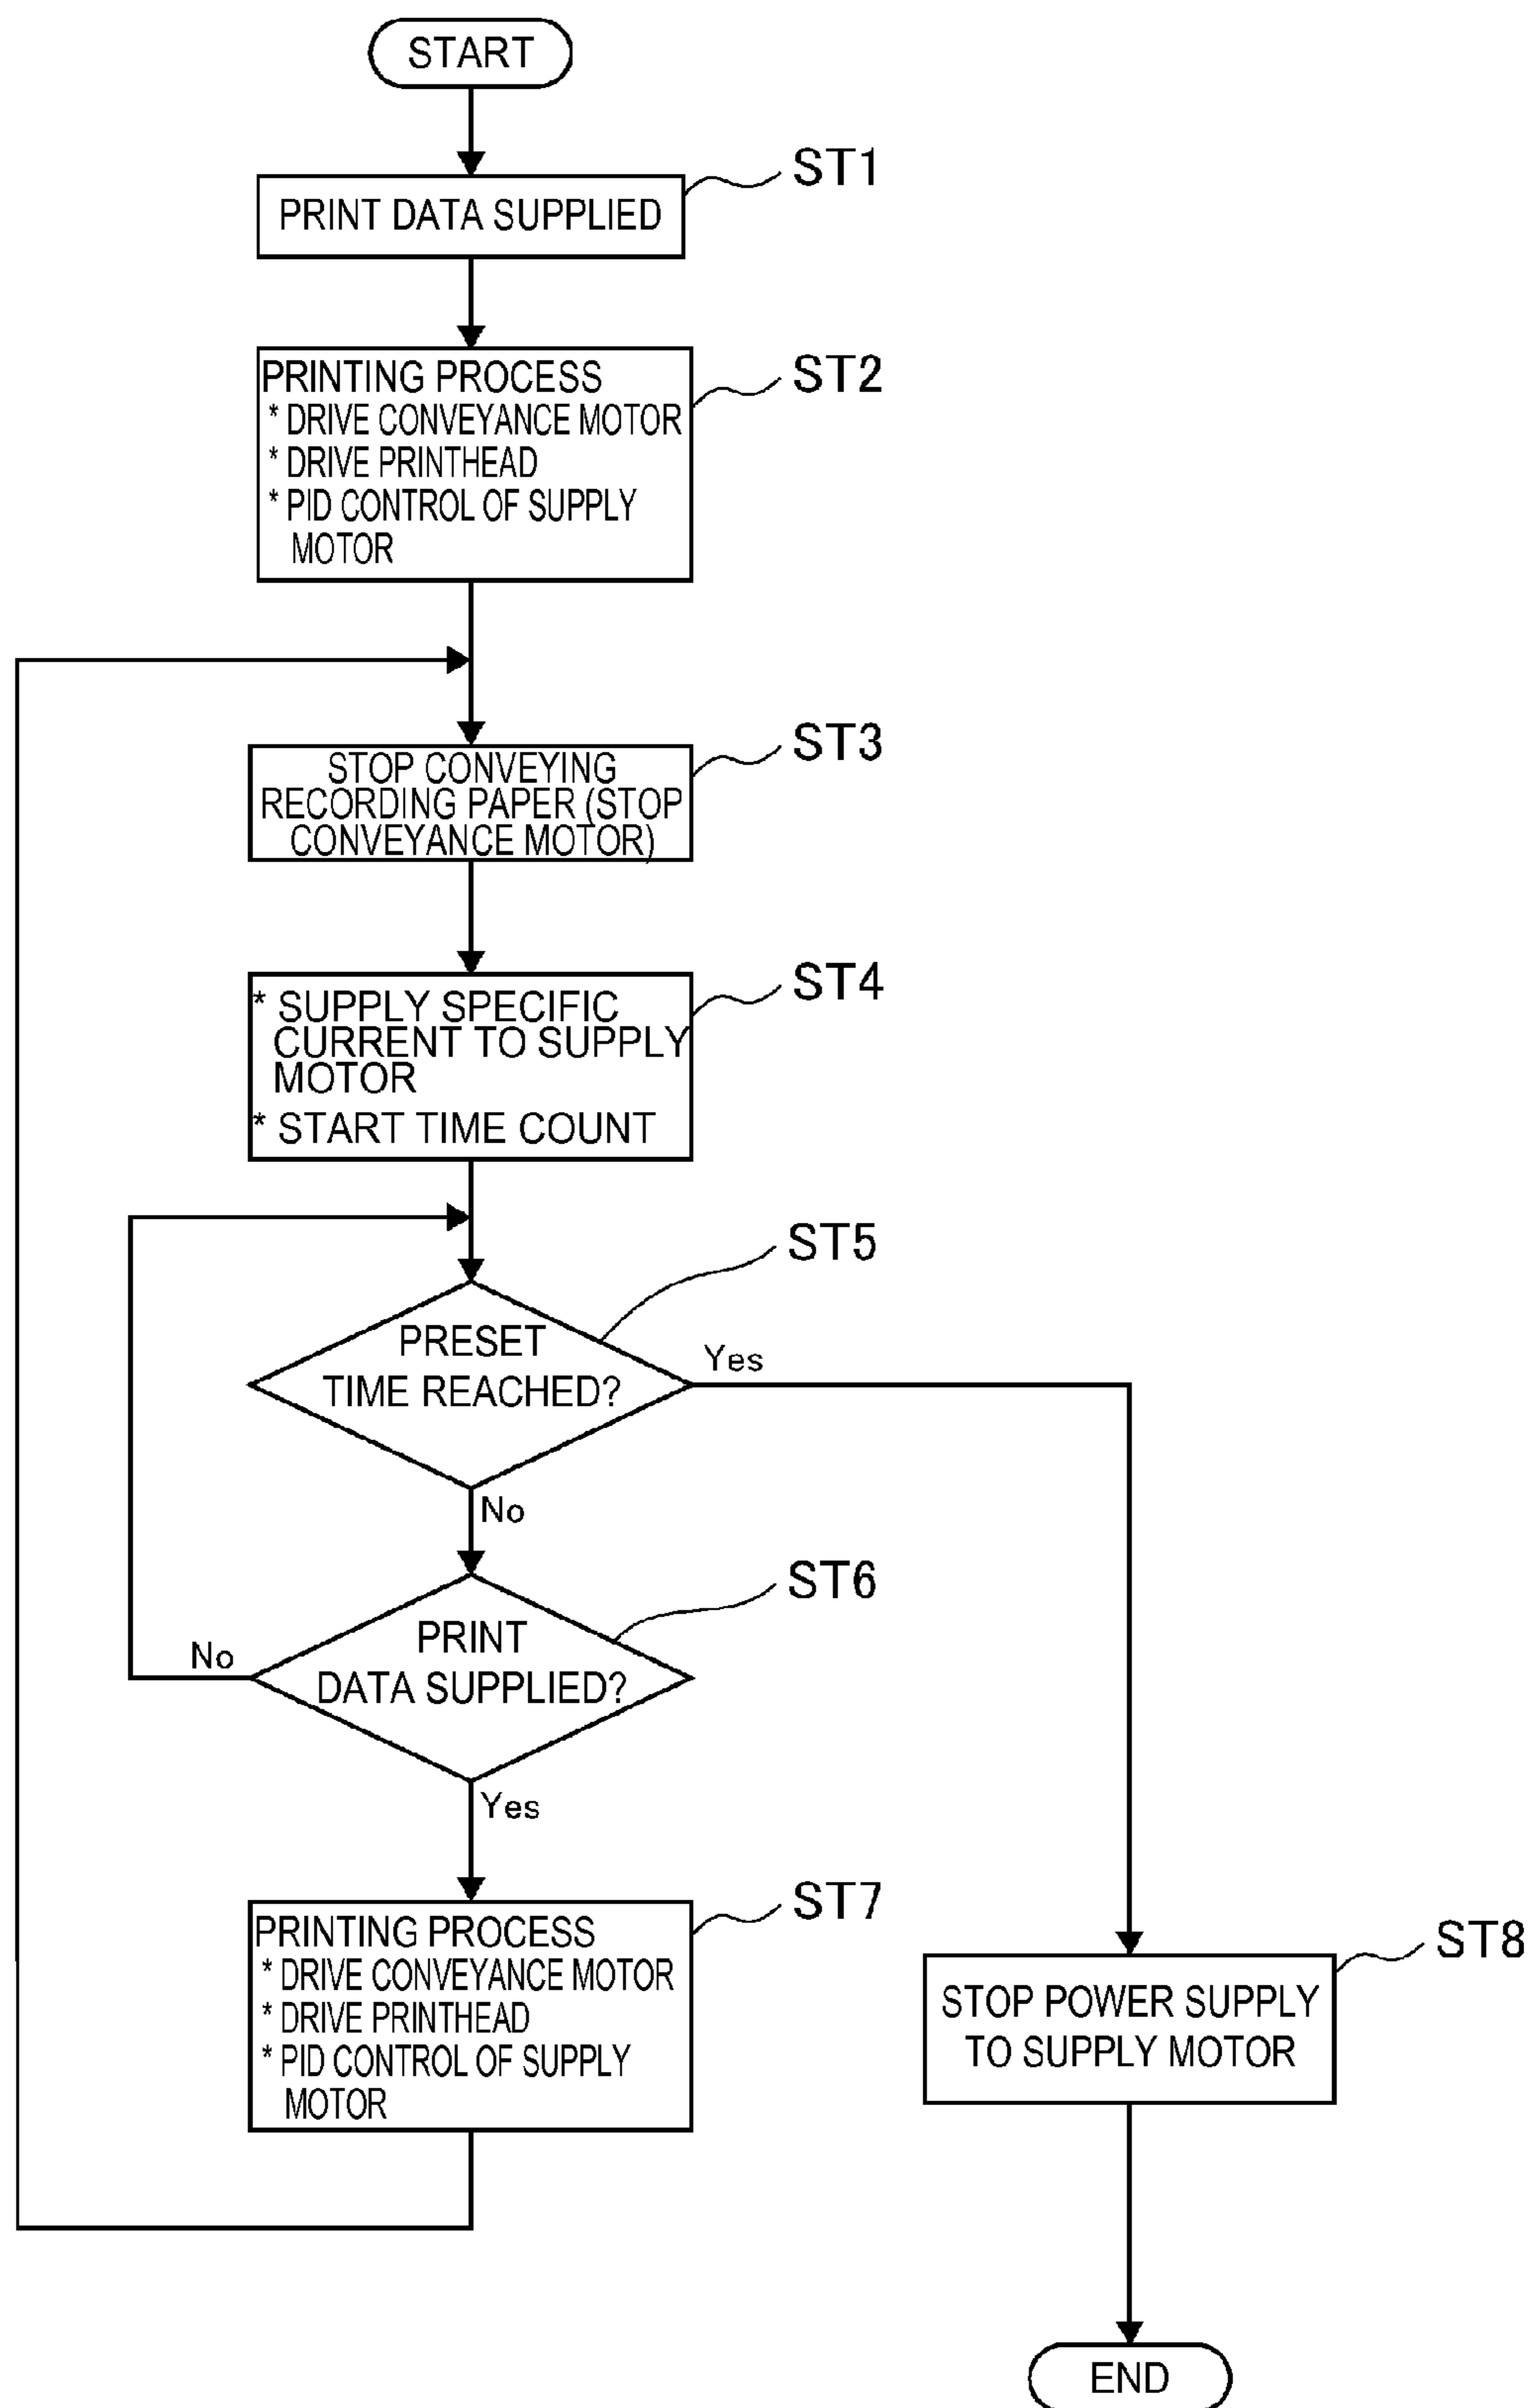 START
ST1
PRINT DATA SUPPLIED
ST2
PRINTING PROCESS
* DRIVE CONVEYANCE MOTOR
* DRIVE PRINTHEAD
* PID CONTROL OF SUPPLY
MOTOR
ST3
STOP CONVEYING
RECORDING PAPER (STOP
CONVEYANCE MOTOR)
ST4
* SUPPLY SPECIFIC
CURRENT TO SUPPLY
MOTOR
* START TIME COUNT
ST5
PRESET
TIME REACHED?
Yes
No
ST6
PRINT
DATA SUPPLIED?
No
Yes
ST7
PRINTING PROCESS
* DRIVE CONVEYANCE MOTOR
* DRIVE PRINTHEAD
* PID CONTROL OF SUPPLY
MOTOR
ST8
STOP POWER SUPPLY
TO SUPPLY MOTOR
END